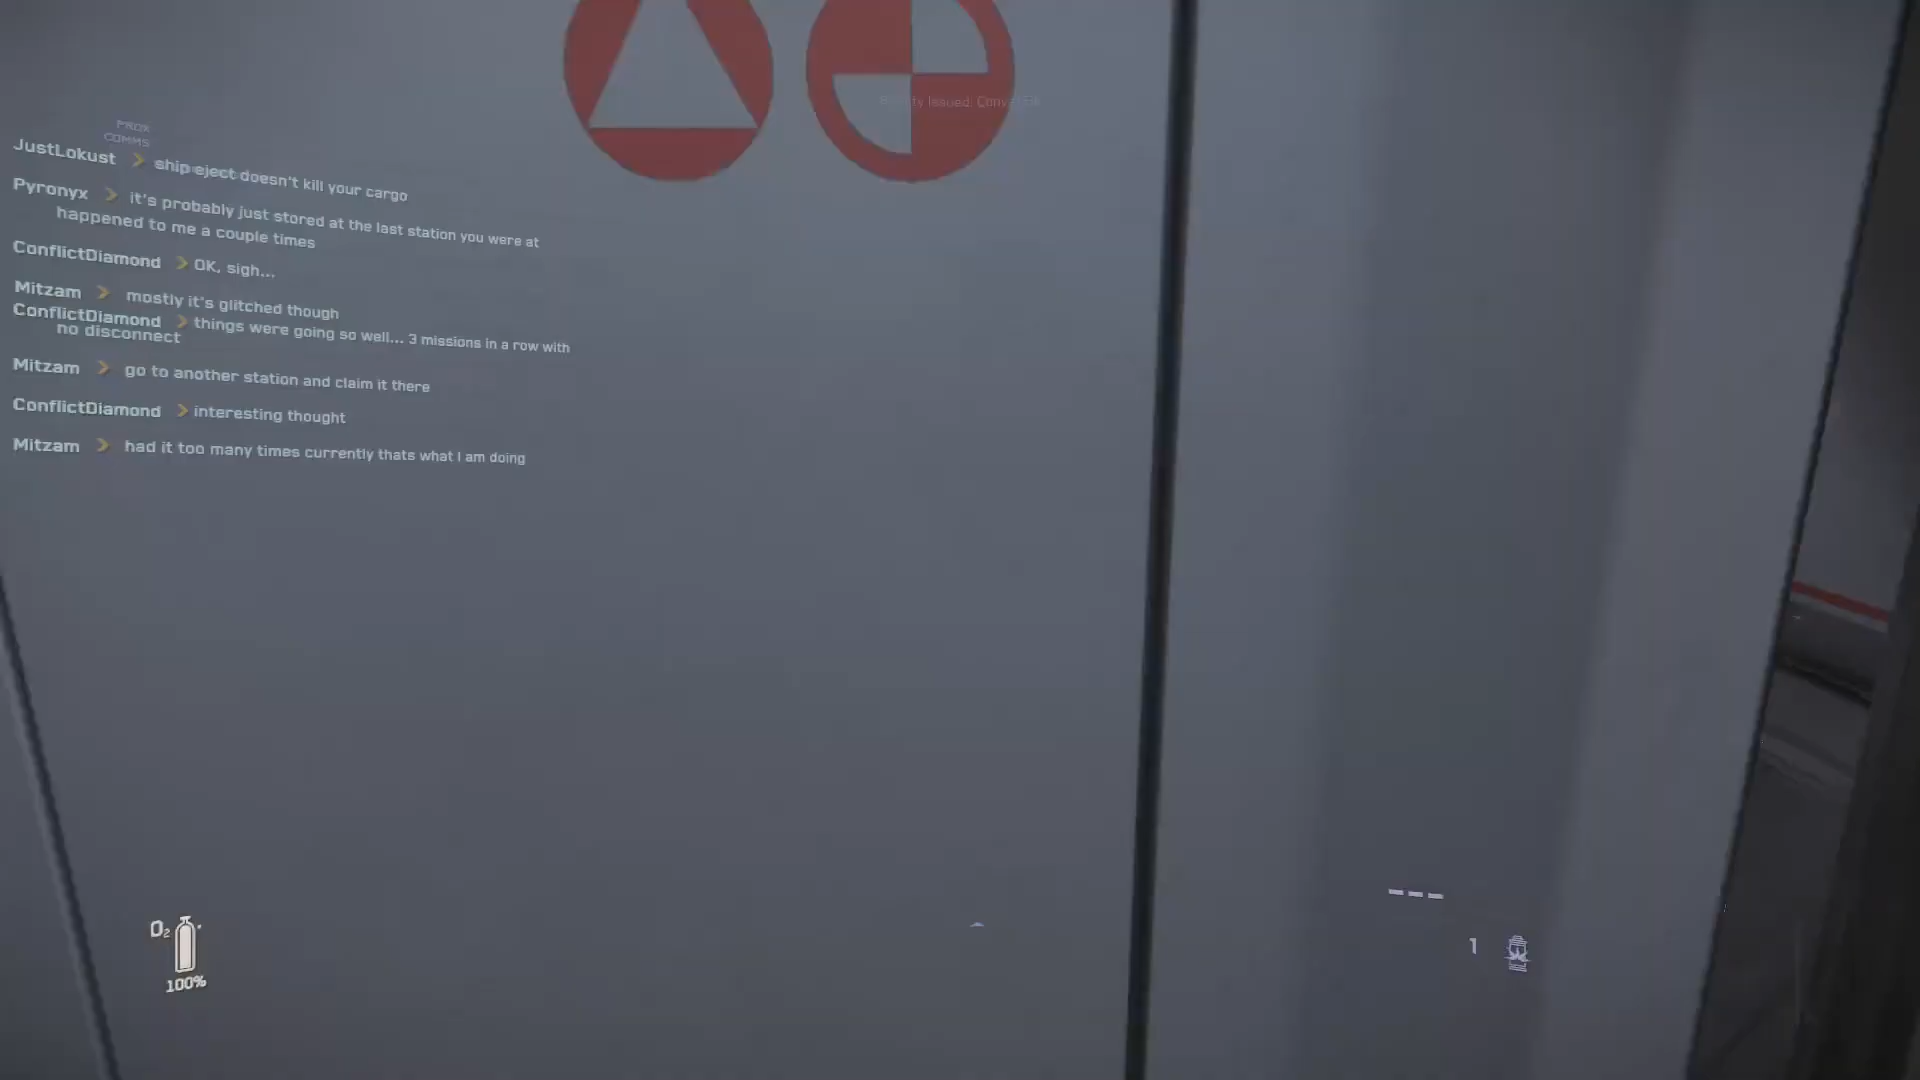 PROX
COMMS
JustLokust > ship eject doesn't kill your cargo
Pyronyx > it's probably just stored at the last station you were at
happened to me a couple times
ConflictDiamond > OK, sigh...
Mitzam > mostly it's glitched though
ConflictDiamond > things were going so well... 3 missions in a row with
no disconnect
Mitzam > go to another station and claim it there
ConflictDiamond > interesting thought
Mitzam > had it too many times currently thats what I am doing
Issued:
O₂
100%
1